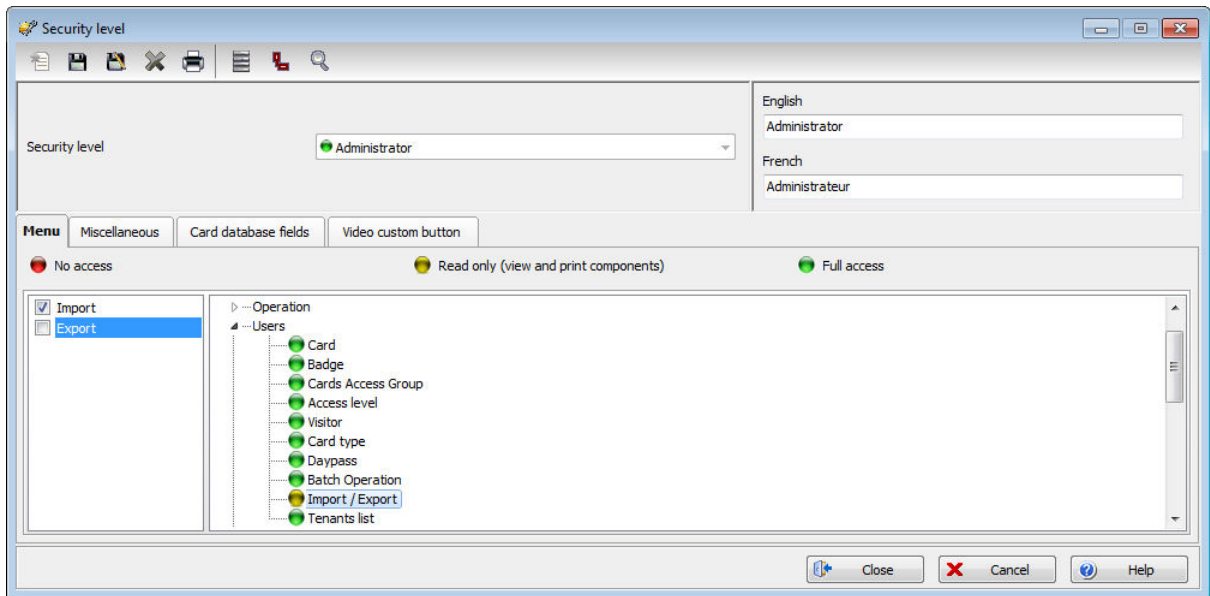 Security level
English
Administrator
Security level
Administrator
French
Administrateur
Menu Miscellaneous Card database fields Video custom button
No access Read only (view and print components) Full access
Import
Export
Operation
Users
Card
Badge
Cards Access Group
Access level
Visitor
Card type
Daypass
Batch Operation
Import / Export
Tenants list
Close Cancel Help